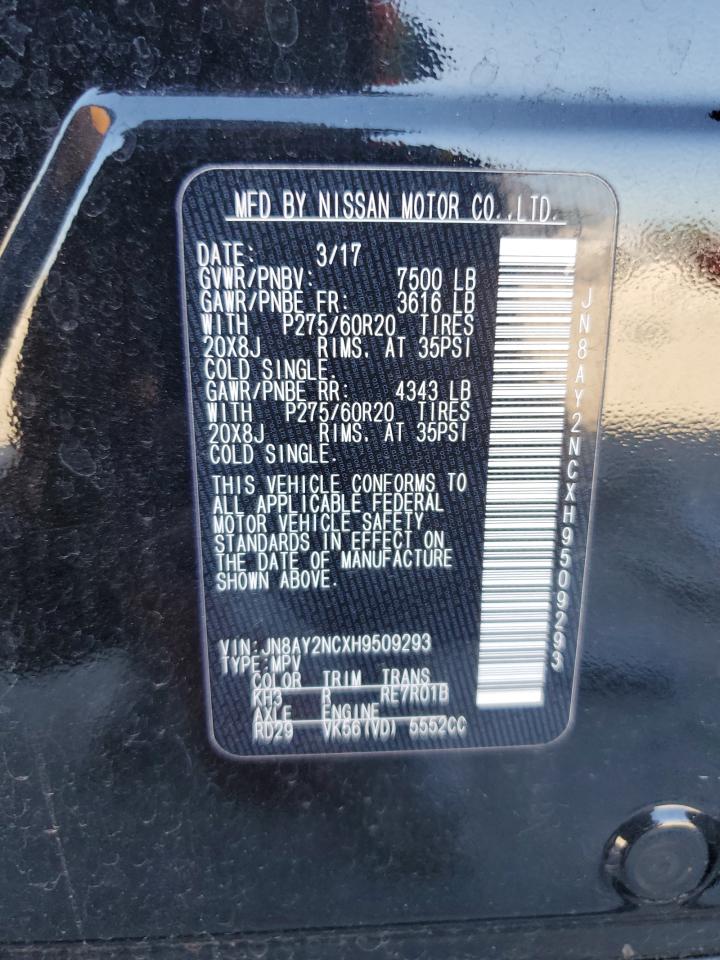 MFD BY NISSAN MOTOR CO.,LTD.
DATE: 3/17
GVWR/PNBV: 7500 LB
GAWR/PNBE FR: 3616 LB
WITH P275/60R20 TIRES
20X8J RIMS. AT 35PSI
COLD SINGLE.
GAWR/PNBE RR: 4343 LB
WITH P275/60R20 TIRES
20X8J RIMS. AT 35PSI
COLD SINGLE.
THIS VEHICLE CONFORMS TO
ALL APPLICABLE FEDERAL
MOTOR VEHICLE SAFETY
STANDARDS IN EFFECT ON
THE DATE OF MANUFACTURE
SHOWN ABOVE.
VIN:JN8AY2NCXH9509293
TYPE:MPV
COLOR TRIM TRANS
KH3 R RE7R01B
AXLE ENGINE
RD29 VK56(VD) 5552CC
JN8AY2NCXH9509293